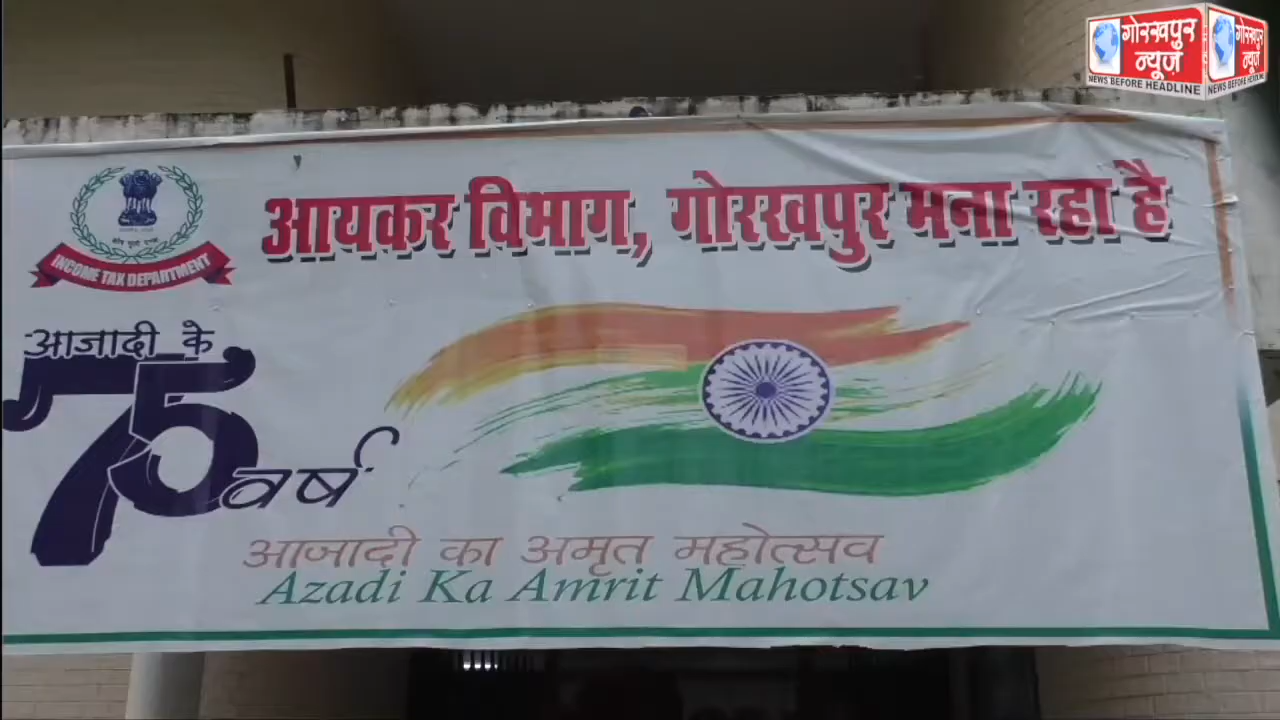 गोरखपुर
न्यूज़
NEWS BEFORE HEADLINE
गोरखपुर
न्यूज़
NEWS BEFORE HEADLINE
आयकर विभाग, गोरखपुर मना रहा है
INCOME TAX DEPARTMENT
आजादी के
75
वर्ष
आजादी का अमृत महोत्सव
Azadi Ka Amrit Mahotsav